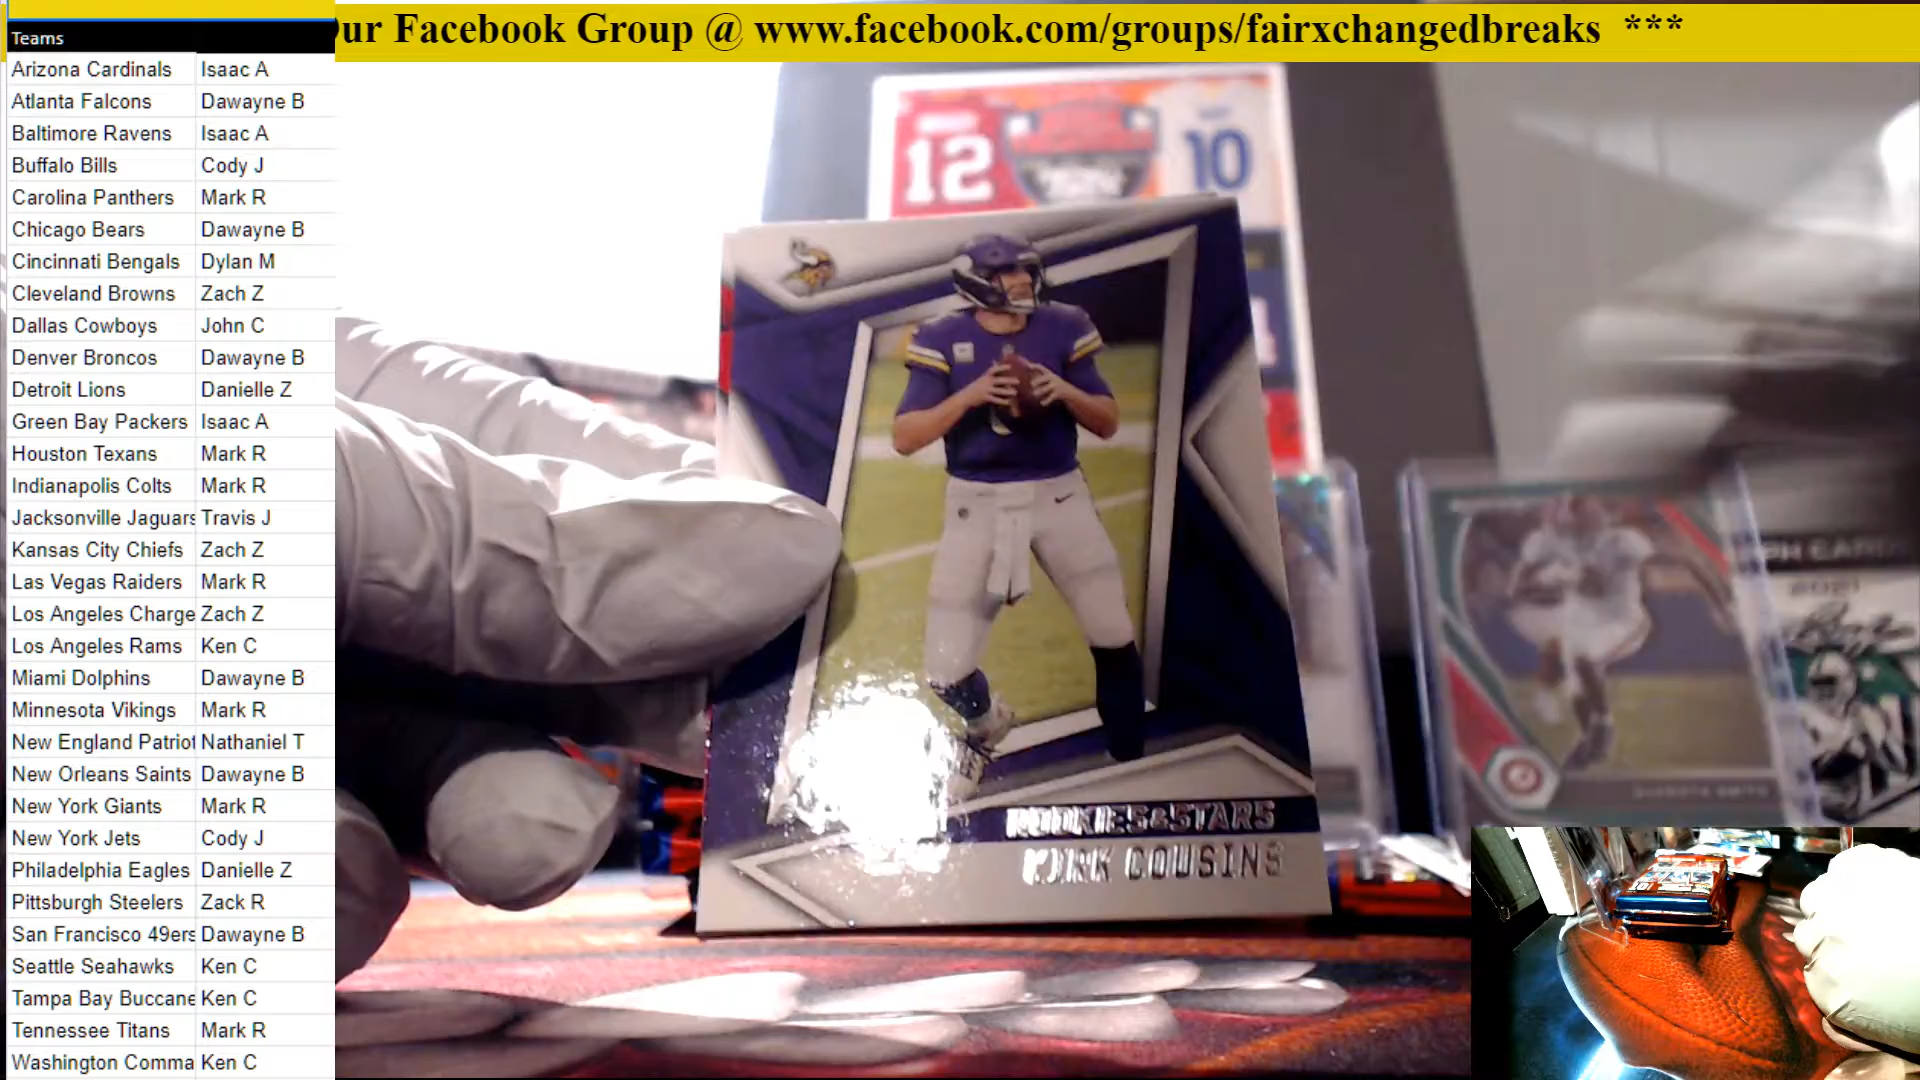 ur Facebook Group @ www.facebook.com/groups/fairxchangedbreaks ***
Teams
Arizona Cardinals Isaac A
Atlanta Falcons Dawayne B
Baltimore Ravens Isaac A
Buffalo Bills Cody J
Carolina Panthers Mark R
Chicago Bears Dawayne B
Cincinnati Bengals Dylan M
Cleveland Browns Zach Z
Dallas Cowboys John C
Denver Broncos Dawayne B
Detroit Lions Danielle Z
Green Bay Packers Isaac A
Houston Texans Mark R
Indianapolis Colts Mark R
Jacksonville Jaguars Travis J
Kansas City Chiefs Zach Z
Las Vegas Raiders Mark R
Los Angeles Charge Zach Z
Los Angeles Rams Ken C
Miami Dolphins Dawayne B
Minnesota Vikings Mark R
New England Patriot Nathaniel T
New Orleans Saints Dawayne B
New York Giants Mark R
New York Jets Cody J
Philadelphia Eagles Danielle Z
Pittsburgh Steelers Zack R
San Francisco 49ers Dawayne B
Seattle Seahawks Ken C
Tampa Bay Buccane Ken C
Tennessee Titans Mark R
Washington Comma Ken C
12 10
ROOKIES&STARS
KIRK COUSINS
2021
DEVONTA SMITH